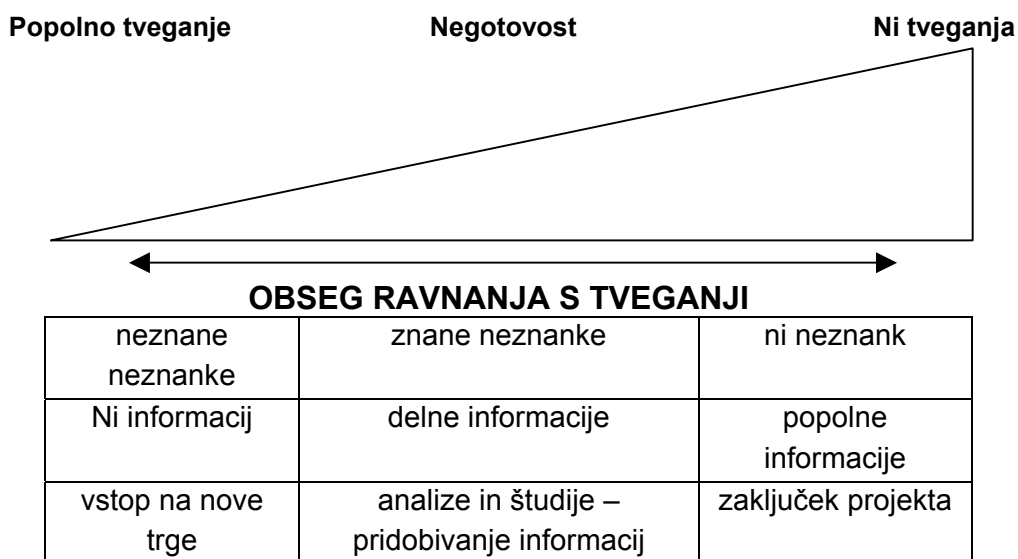 Popolno tveganje Negotovost Ni tveganja
OBSEG RAVNANJA S TVEGANJI
neznane neznanke znane neznanke ni neznank
Ni informacij delne informacije popolne informacije
vstop na nove trge analize in študije – pridobivanje informacij zaključek projekta